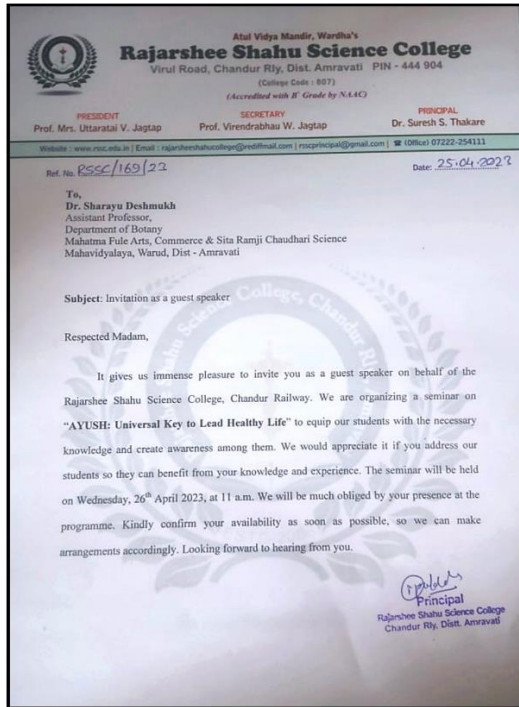 Atul Vidya Mandir, Wardha's
Rajarshee Shahu Science College
Virul Road, Chandur Rly, Dist. Amravati PIN - 444 904
(College Code : 807)
(Accredited with B+ Grade by NAAC)
PRESIDENT
Prof. Mrs. Uttaratai V. Jagtap
SECRETARY
Prof. Virendrabhau W. Jagtap
PRINCIPAL
Dr. Suresh S. Thakare
Website : www.rssc.edu.in | Email : rajarsheeshahucollege@rediffmail.com | rsscprincipal@gmail.com | ☎ (Office) 07222-254111
Ref. No. RSSC/169/23
Date: 25.04.2023
To,
Dr. Sharayu Deshmukh
Assistant Professor,
Department of Botany
Mahatma Fule Arts, Commerce & Sita Ramji Chaudhari Science
Mahavidyalaya, Warud, Dist - Amravati
Subject: Invitation as a guest speaker
Respected Madam,
It gives us immense pleasure to invite you as a guest speaker on behalf of the
Rajarshee Shahu Science College, Chandur Railway. We are organizing a seminar on
“AYUSH: Universal Key to Lead Healthy Life” to equip our students with the necessary
knowledge and create awareness among them. We would appreciate it if you address our
students so they can benefit from your knowledge and experience. The seminar will be held
on Wednesday, 26th April 2023, at 11 a.m. We will be much obliged by your presence at the
programme. Kindly confirm your availability as soon as possible, so we can make
arrangements accordingly. Looking forward to hearing from you.
Principal
Rajarshee Shahu Science College
Chandur Rly, Distt. Amravati